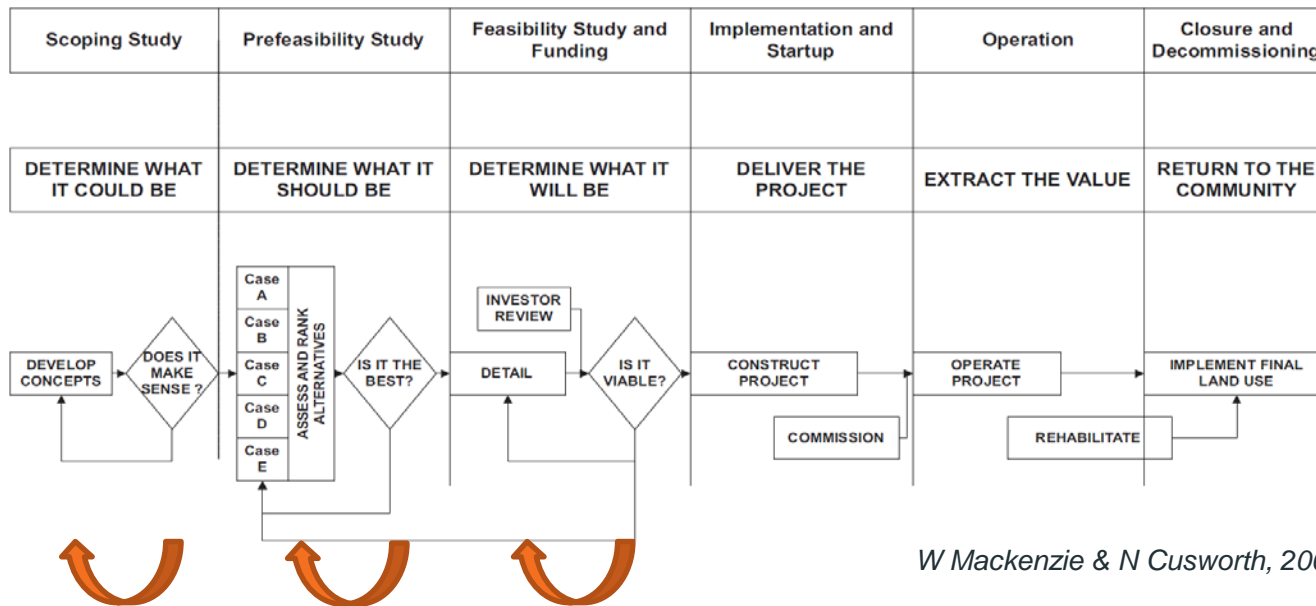 Scoping Study
Prefeasibility Study
Feasibility Study and
Funding
Implementation and
Startup
Operation
Closure and
Decommissioning
DETERMINE WHAT
IT COULD BE
DETERMINE WHAT IT
SHOULD BE
DETERMINE WHAT IT
WILL BE
DELIVER THE
PROJECT
EXTRACT THE VALUE
RETURN TO THE
COMMUNITY
DEVELOP
CONCEPTS
DOES IT
MAKE
SENSE ?
Case
A
Case
B
Case
C
Case
D
Case
E
ASSESS AND RANK
ALTERNATIVES
IS IT THE
BEST?
INVESTOR
REVIEW
DETAIL
IS IT
VIABLE?
CONSTRUCT
PROJECT
COMMISSION
OPERATE
PROJECT
REHABILITATE
IMPLEMENT FINAL
LAND USE
W Mackenzie & N Cusworth,